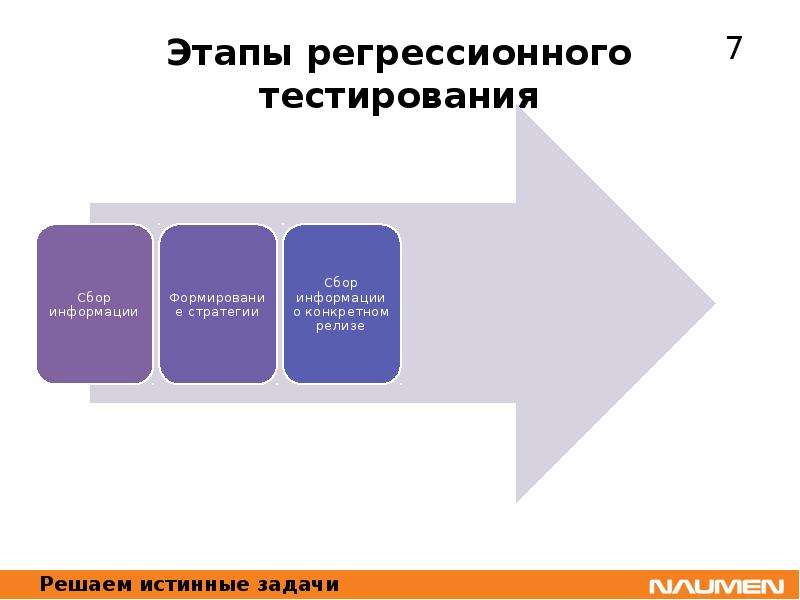 Этапы регрессионного
тестирования
7
Сбор
информации
Формировани
е стратегии
Сбор
информации
о конкретном
релизе
Решаем истинные задачи
NAUMEN